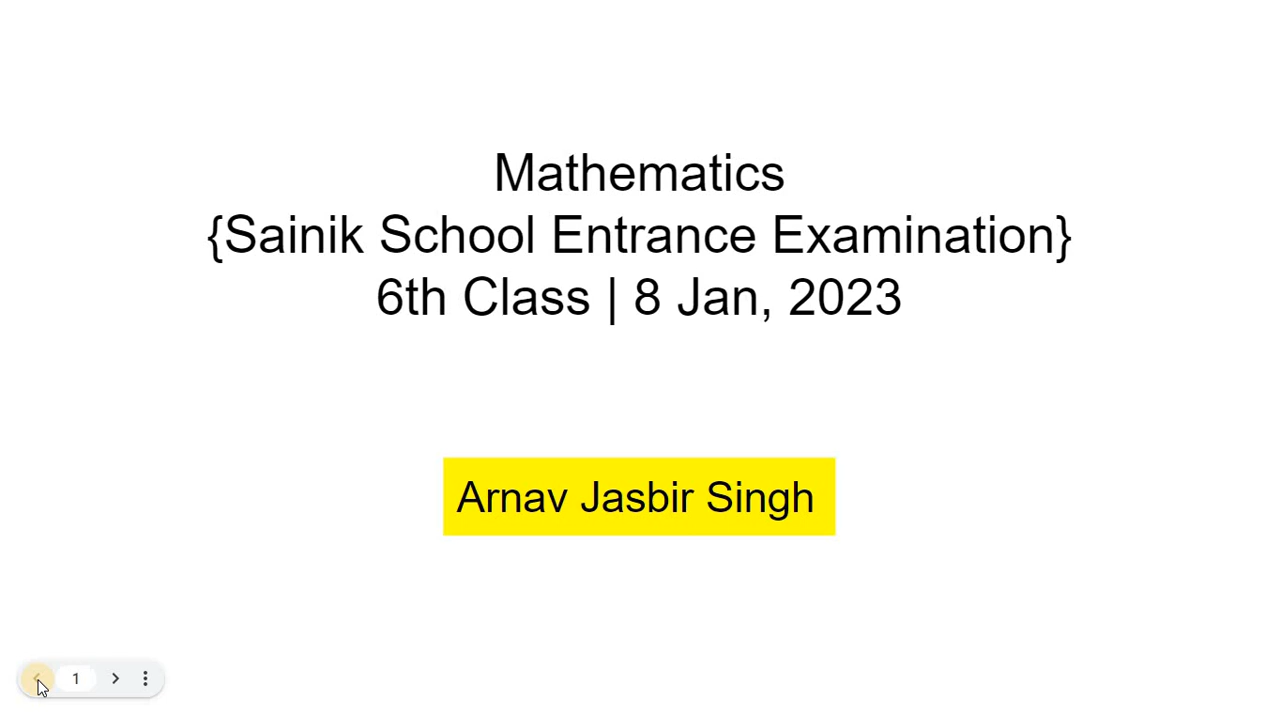 Mathematics
{Sainik School Entrance Examination}
6th Class | 8 Jan, 2023
Arnav Jasbir Singh
1